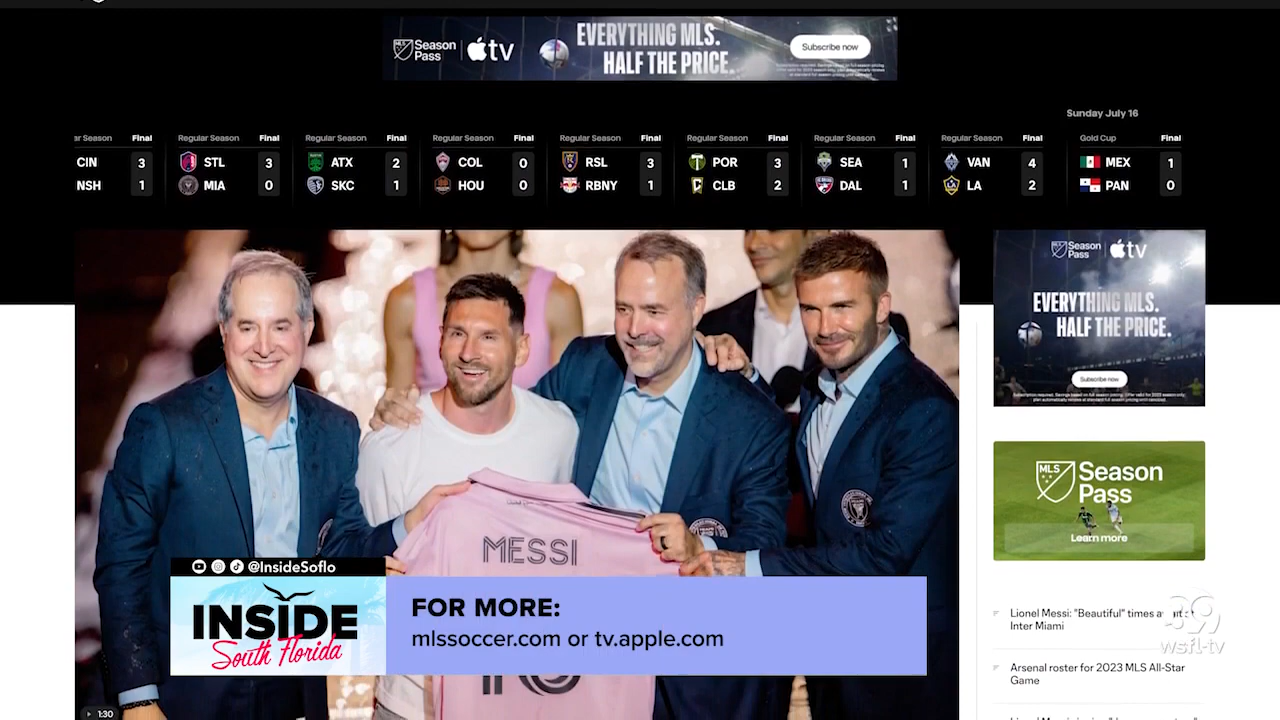 MLS
Season
Pass
tv
EVERYTHING MLS.
HALF THE PRICE.
Subscribe now
Sunday July 16
ar Season Final
CIN 3
NSH 1
Regular Season Final
STL 3
MIA 0
Regular Season Final
ATX 2
SKC 1
Regular Season Final
COL 0
HOU 0
Regular Season Final
RSL 3
RBNY 1
Regular Season Final
POR 3
CLB 2
Regular Season Final
SEA 1
DAL 1
Regular Season Final
VAN 4
LA 2
Gold Cup Final
MEX 1
PAN 0
MESSI
10
1:30
Season
Pass
tv
EVERYTHING MLS.
HALF THE PRICE.
Subscribe now
MLS
Season
Pass
Learn more
Lionel Messi: "Beautiful" times
Inter Miami
Arsenal roster for 2023 MLS All-Star
Game
@InsideSoflo
INSIDE
South Florida
FOR MORE:
mlssoccer.com or tv.apple.com
39
wsfl-tv